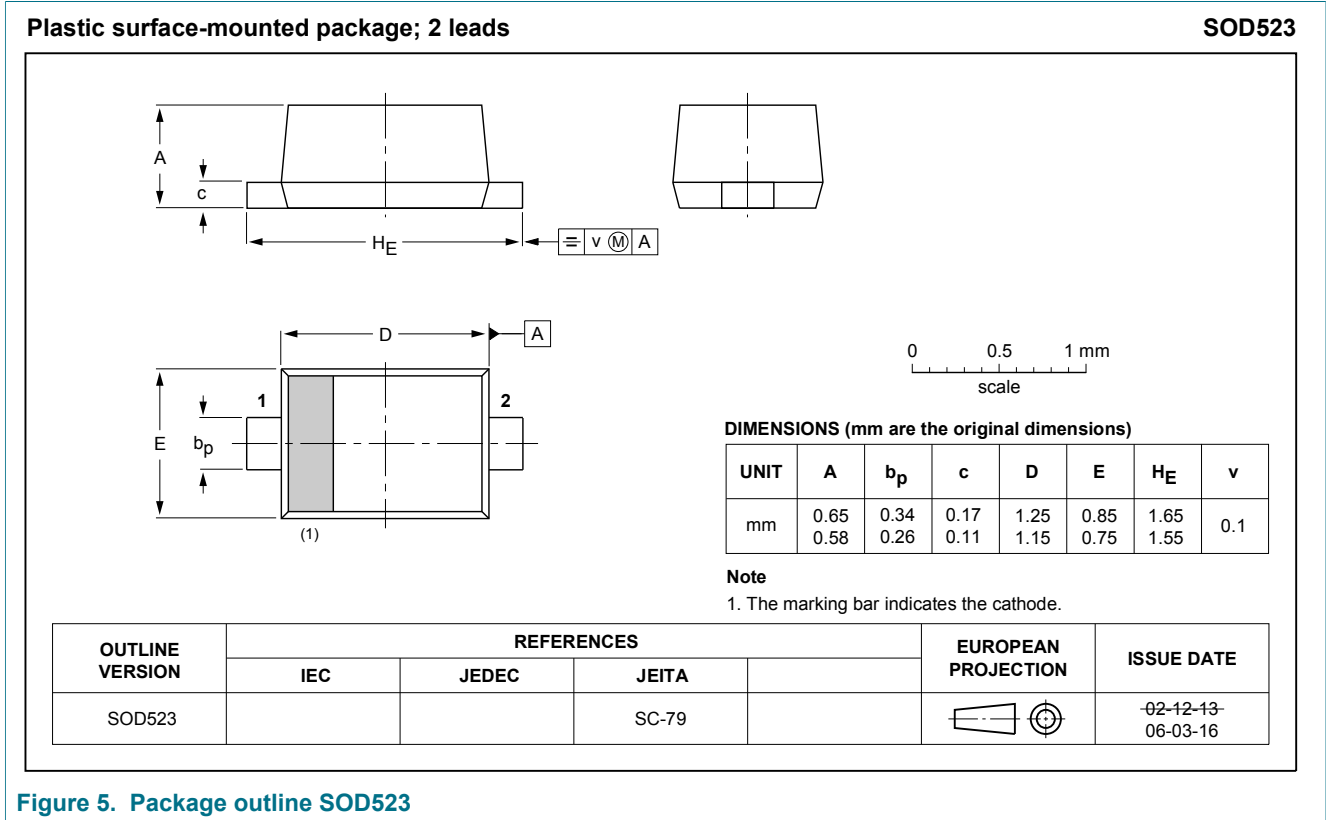 Plastic surface-mounted package; 2 leads SOD523
A
c
HE
v M A
D
A
E
bp
1
2
(1)
0 0.5 1 mm
scale
DIMENSIONS (mm are the original dimensions)
UNIT A bp c D E HE v
mm 0.65 0.34 0.17 1.25 0.85 1.65 0.1
0.58 0.26 0.11 1.15 0.75 1.55
Note
1. The marking bar indicates the cathode.
OUTLINE VERSION REFERENCES EUROPEAN PROJECTION ISSUE DATE
IEC JEDEC JEITA
SOD523 SC-79 02-12-13
06-03-16
Figure 5. Package outline SOD523